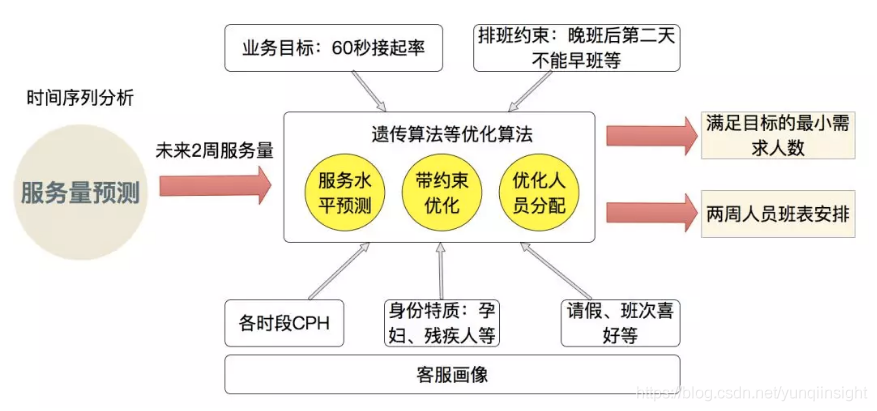 业务目标：60秒接起率
排班约束：晚班后第二天
不能早班等
时间序列分析
服务量预测
未来2周服务量
遗传算法等优化算法
服务水
平预测
带约束
优化
优化人
员分配
满足目标的最小需
求人数
两周人员班表安排
各时段CPH
身份特质：孕
妇、残疾人等
请假、班次喜
好等
客服画像
https://blog.csdn.net/yunqiinsight